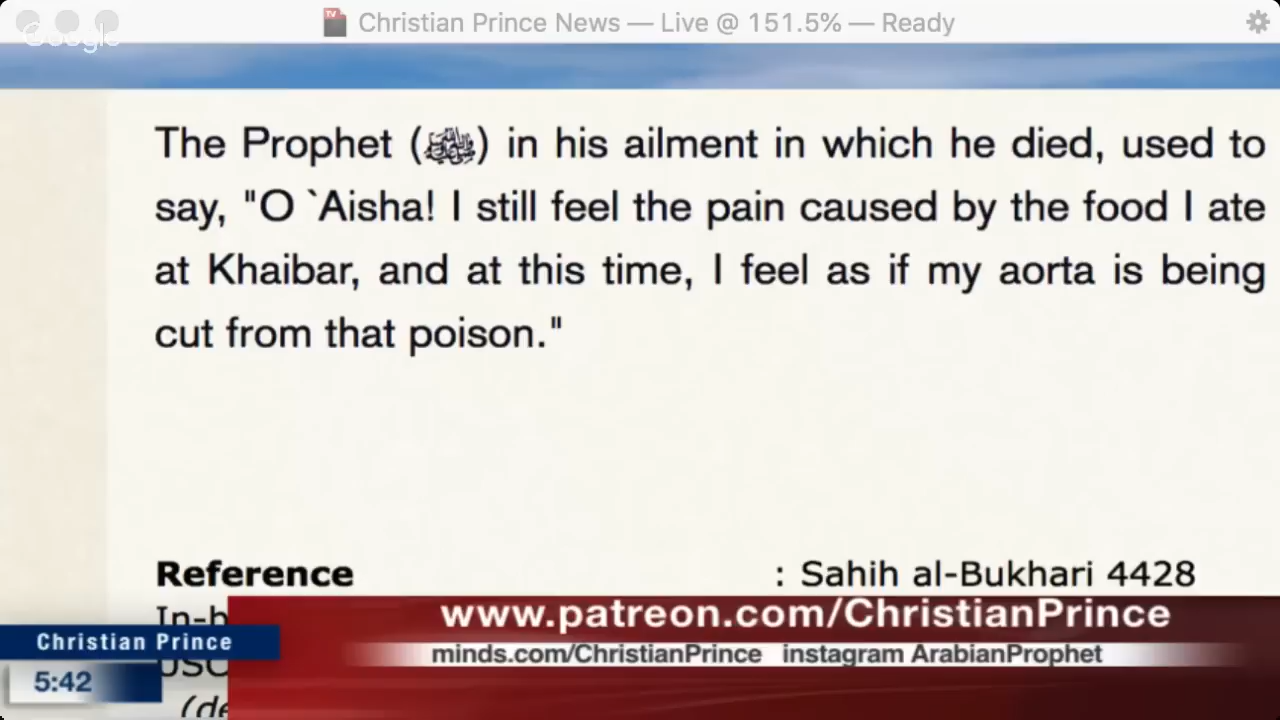 Christian Prince News — Live @ 151.5% — Ready
Google
The Prophet (ﷺ) in his ailment in which he died, used to
say, "O `Aisha! I still feel the pain caused by the food I ate
at Khaibar, and at this time, I feel as if my aorta is being
cut from that poison."
Reference : Sahih al-Bukhari 4428
In-b
USC
(de
www.patreon.com/ChristianPrince
minds.com/ChristianPrince instagram ArabianProphet
Christian Prince
5:42